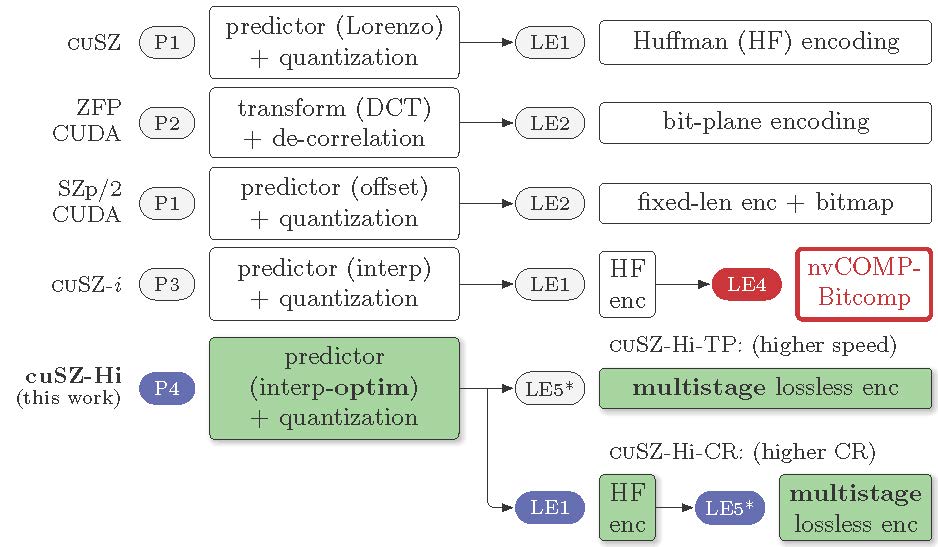 cuSZ
P1
predictor (Lorenzo)
+ quantization
LE1
Huffman (HF) encoding
ZFP
CUDA
P2
transform (DCT)
+ de-correlation
LE2
bit-plane encoding
SZp/2
CUDA
P1
predictor (offset)
+ quantization
LE2
fixed-len enc + bitmap
cuSZ-i
P3
predictor (interp)
+ quantization
LE1
HF
enc
LE4
nvCOMP-
Bitcomp
cuSZ-Hi
(this work)
P4
predictor
(interp-optim)
+ quantization
cuSZ-Hi-TP: (higher speed)
LE5*
multistage lossless enc
cuSZ-Hi-CR: (higher CR)
LE1
HF
enc
LE5*
multistage
lossless enc